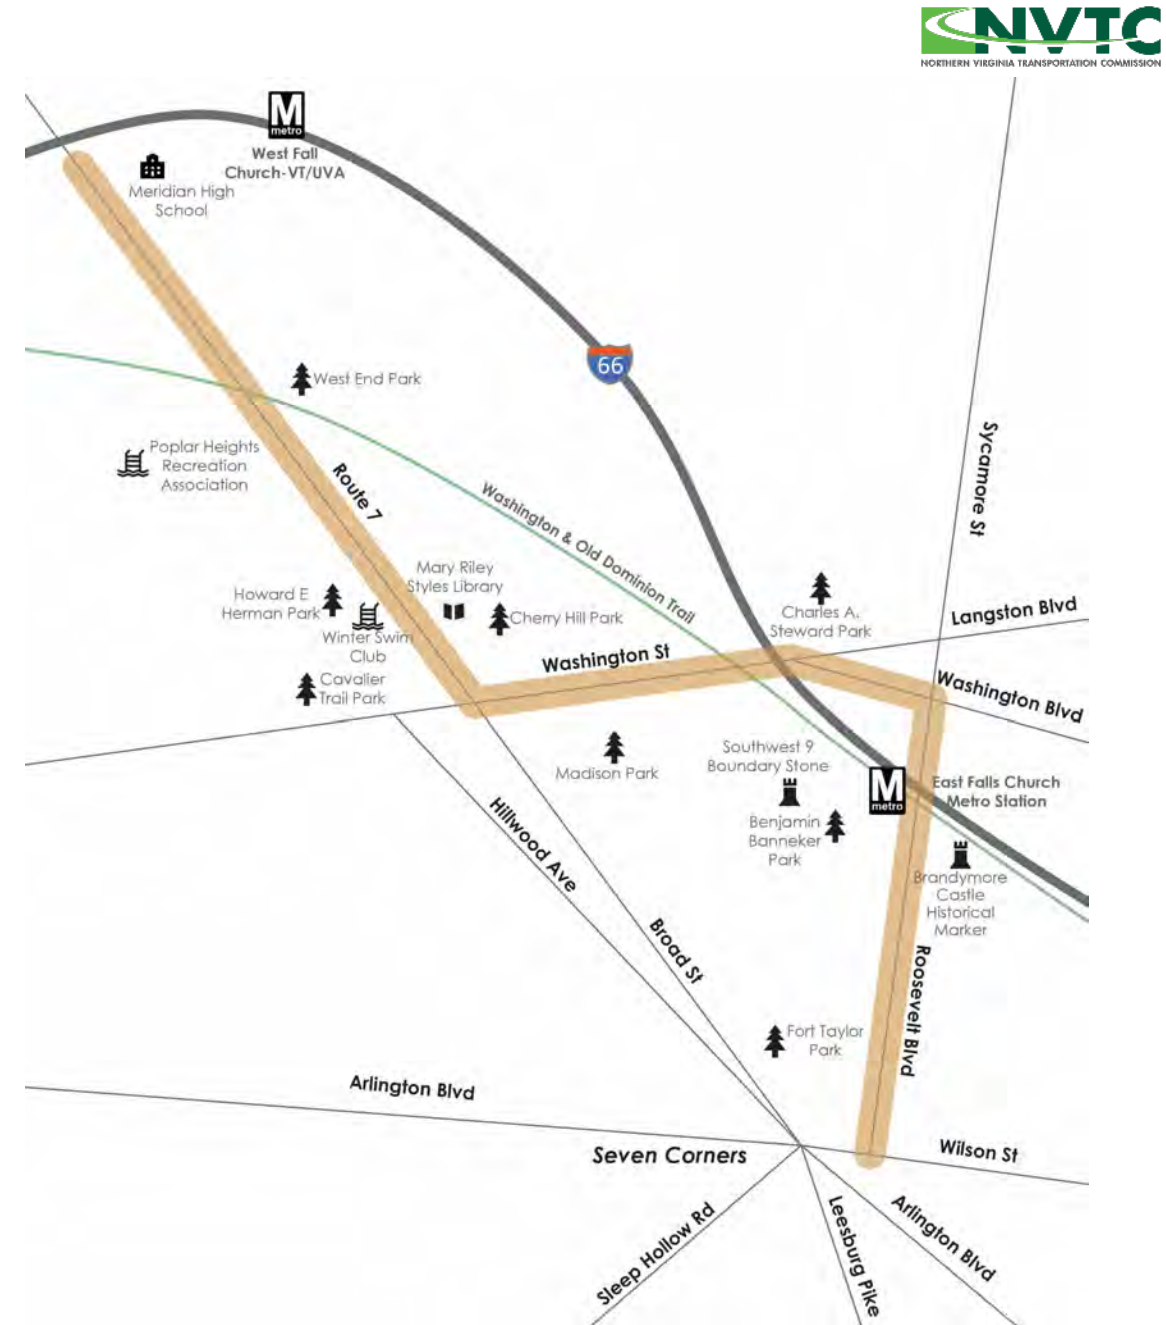 NVTC
NORTHERN VIRGINIA TRANSPORTATION COMMISSION
M
metro
West Fall
Church-VT/UVA
Meridian High
School
66
West End Park
Poplar Heights
Recreation
Association
Route 7
Sycamore St
Washington & Old Dominion Trail
Mary Riley
Styles Library
Howard E
Herman Park
Cherry Hill Park
Winter Swim
Club
Charles A.
Steward Park
Langston Blvd
Washington St
Cavalier
Trail Park
Washington Blvd
Madison Park
Southwest 9
Boundary Stone
M
metro
East Falls Church
Metro Station
Hillwood Ave
Benjamin
Banneker
Park
Brandymore
Castle
Historical
Marker
Broad St
Roosevelt Blvd
Fort Taylor
Park
Arlington Blvd
Seven Corners
Wilson St
Sleep Hollow Rd
Leesburg Pike
Arlington Blvd